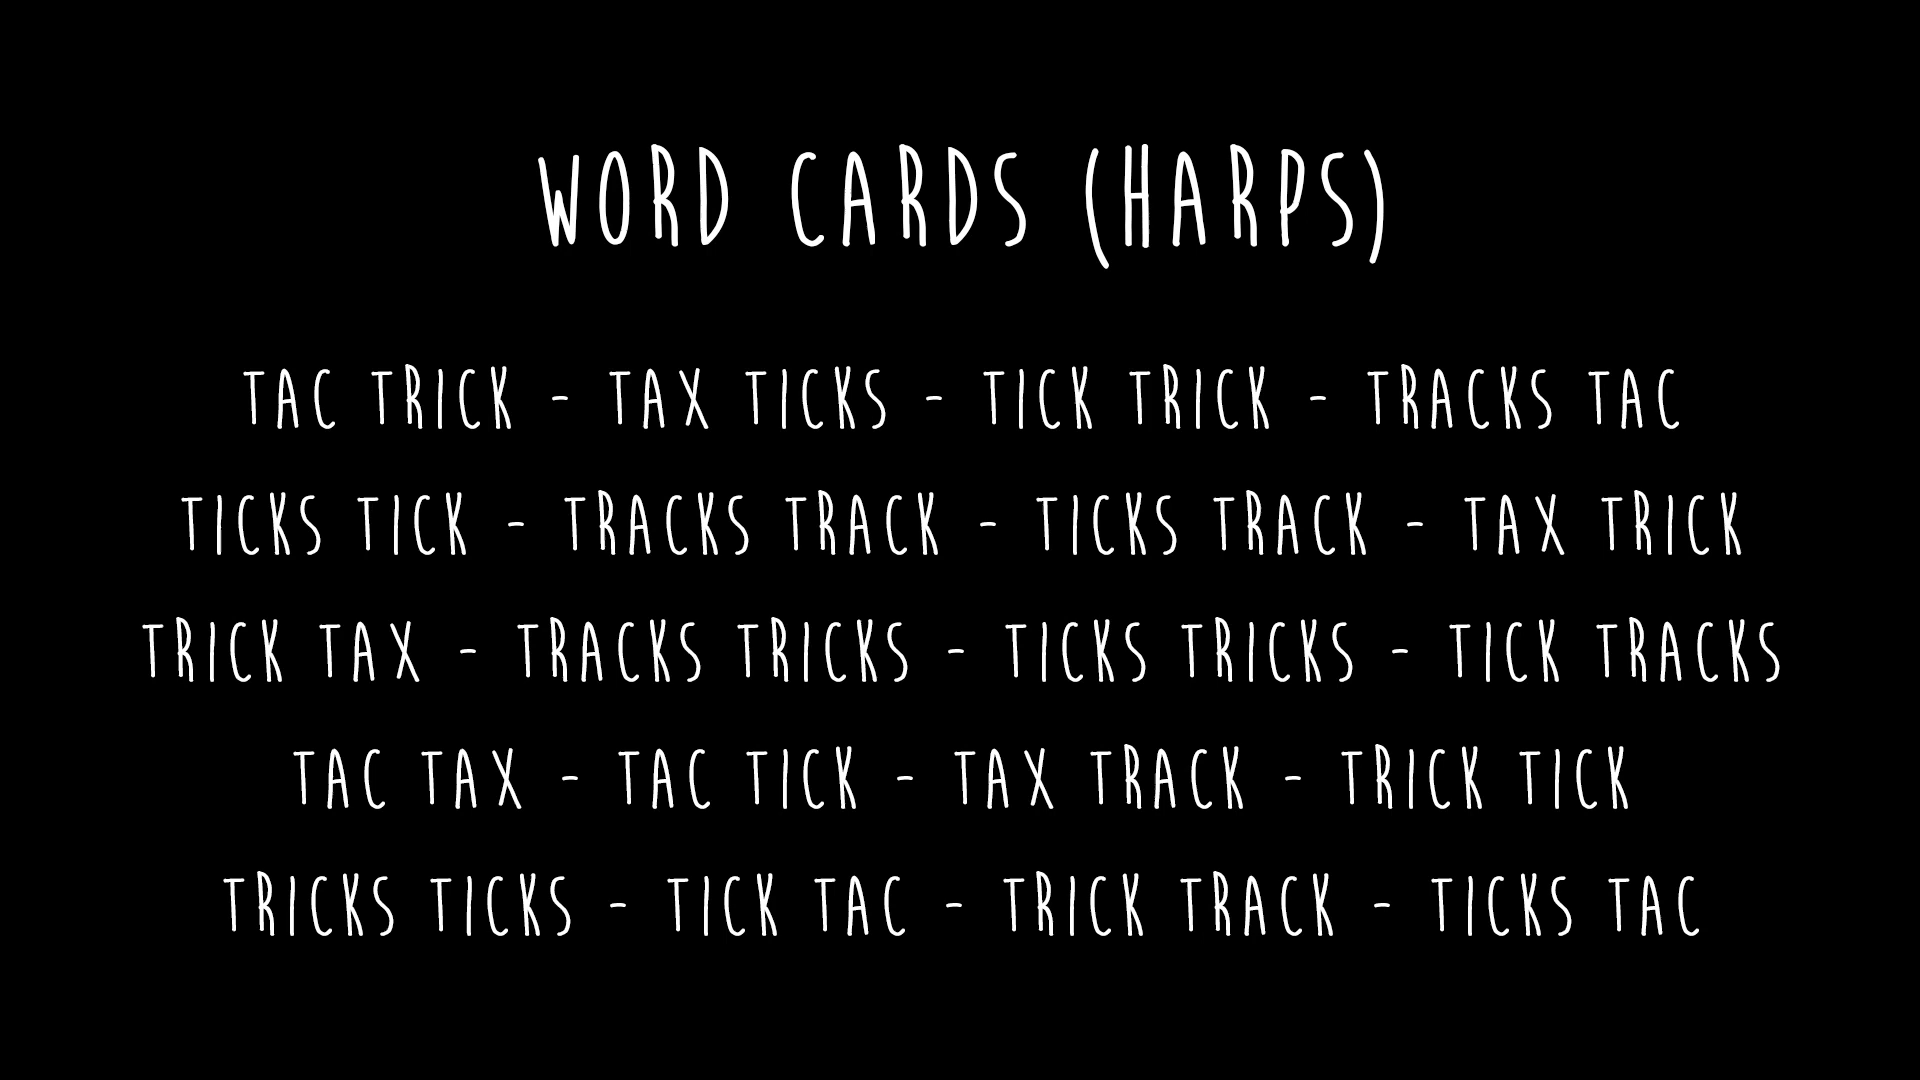 WORD CARDS (HARPS)
TAC TRICK - TAX TICKS - TICK TRICK - TRACKS TAC
TICKS TICK - TRACKS TRACK - TICKS TRACK - TAX TRICK
TRICK TAX - TRACKS TRICKS - TICKS TRICKS - TICK TRACKS
TAC TAX - TAC TICK - TAX TRACK - TRICK TICK
TRICKS TICKS - TICK TAC - TRICK TRACK - TICKS TAC